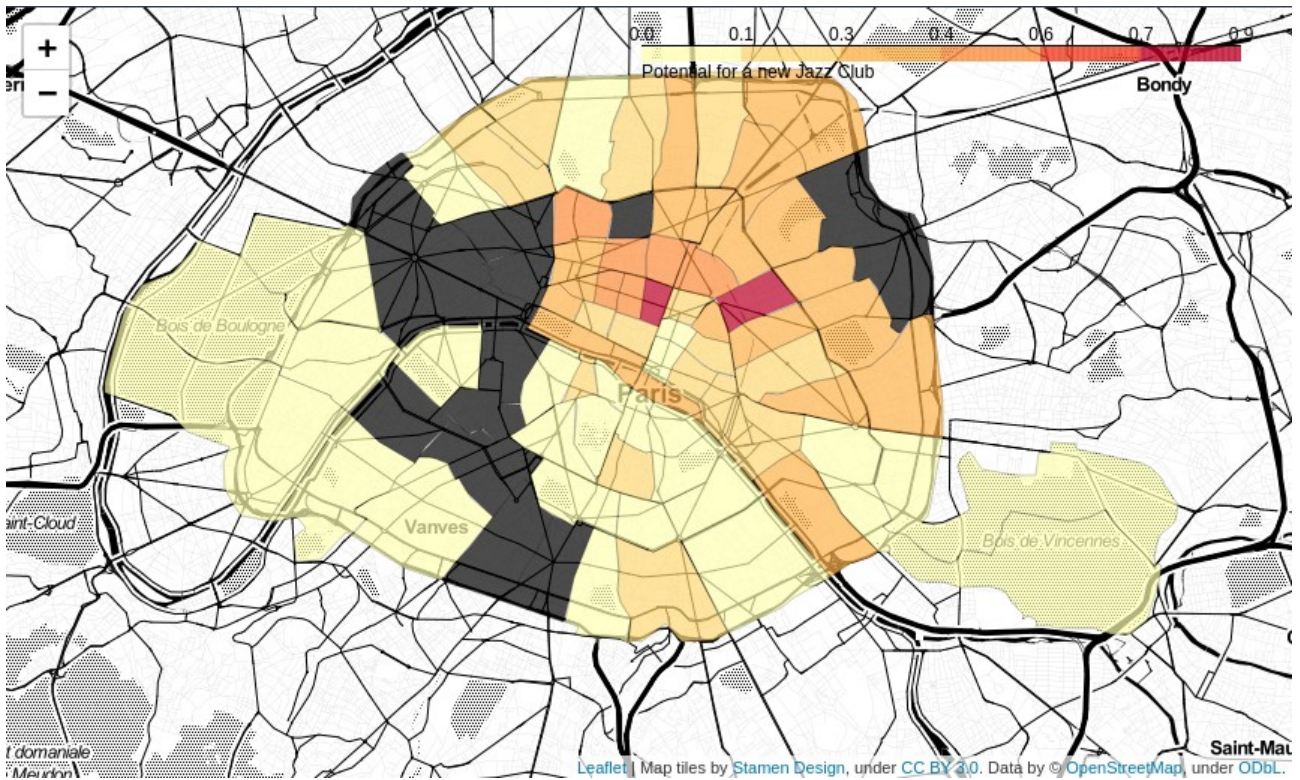 +
−
0.0 0.1 0.3 0.4 0.6 0.7 0.9
Potential for a new Jazz Club
Bondy
Bois de Boulogne
Paris
Vanves
aint-Cloud
Bois de Vincennes
t domaniale
Meudon
Saint-Mau
Leaflet | Map tiles by Stamen Design, under CC BY 3.0. Data by © OpenStreetMap, under ODbL.